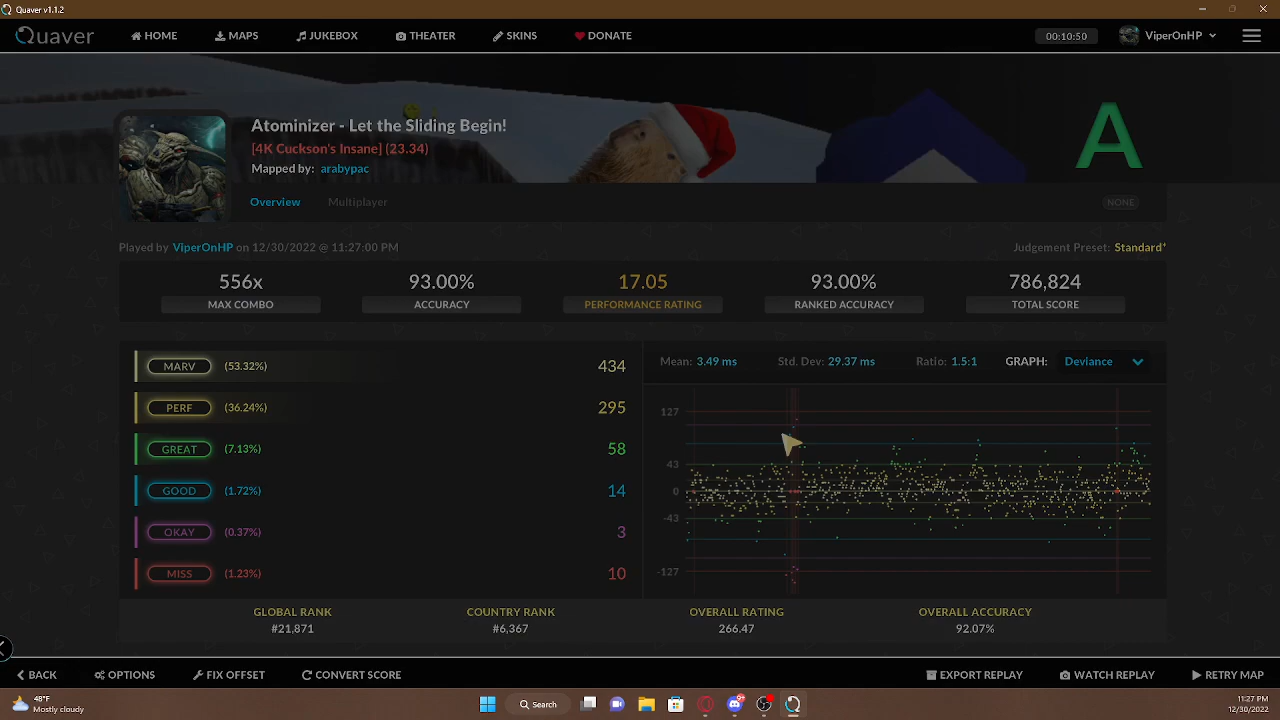 Quaver v1.1.2
Quaver HOME MAPS JUKEBOX THEATER SKINS DONATE 00:10:50 ViperOnHP
Atominizer - Let the Sliding Begin!
[4K Cuckson's Insane] (23.34)
Mapped by: arabypac
A
Overview Multiplayer NONE
Played by ViperOnHP on 12/30/2022 @ 11:27:00 PM Judgement Preset: Standard*
556x 93.00% 17.05 93.00% 786,824
MAX COMBO ACCURACY PERFORMANCE RATING RANKED ACCURACY TOTAL SCORE
MARV (53.32%) 434
PERF (36.24%) 295
GREAT (7.13%) 58
GOOD (1.72%) 14
OKAY (0.37%) 3
MISS (1.23%) 10
Mean: 3.49 ms Std. Dev: 29.37 ms Ratio: 1.5:1 GRAPH: Deviance
127
43
0
-43
-127
GLOBAL RANK COUNTRY RANK OVERALL RATING OVERALL ACCURACY
#21,871 #6,367 266.47 92.07%
BACK OPTIONS FIX OFFSET CONVERT SCORE EXPORT REPLAY WATCH REPLAY RETRY MAP
48°F
Mostly cloudy
Search
11:27 PM
12/30/2022